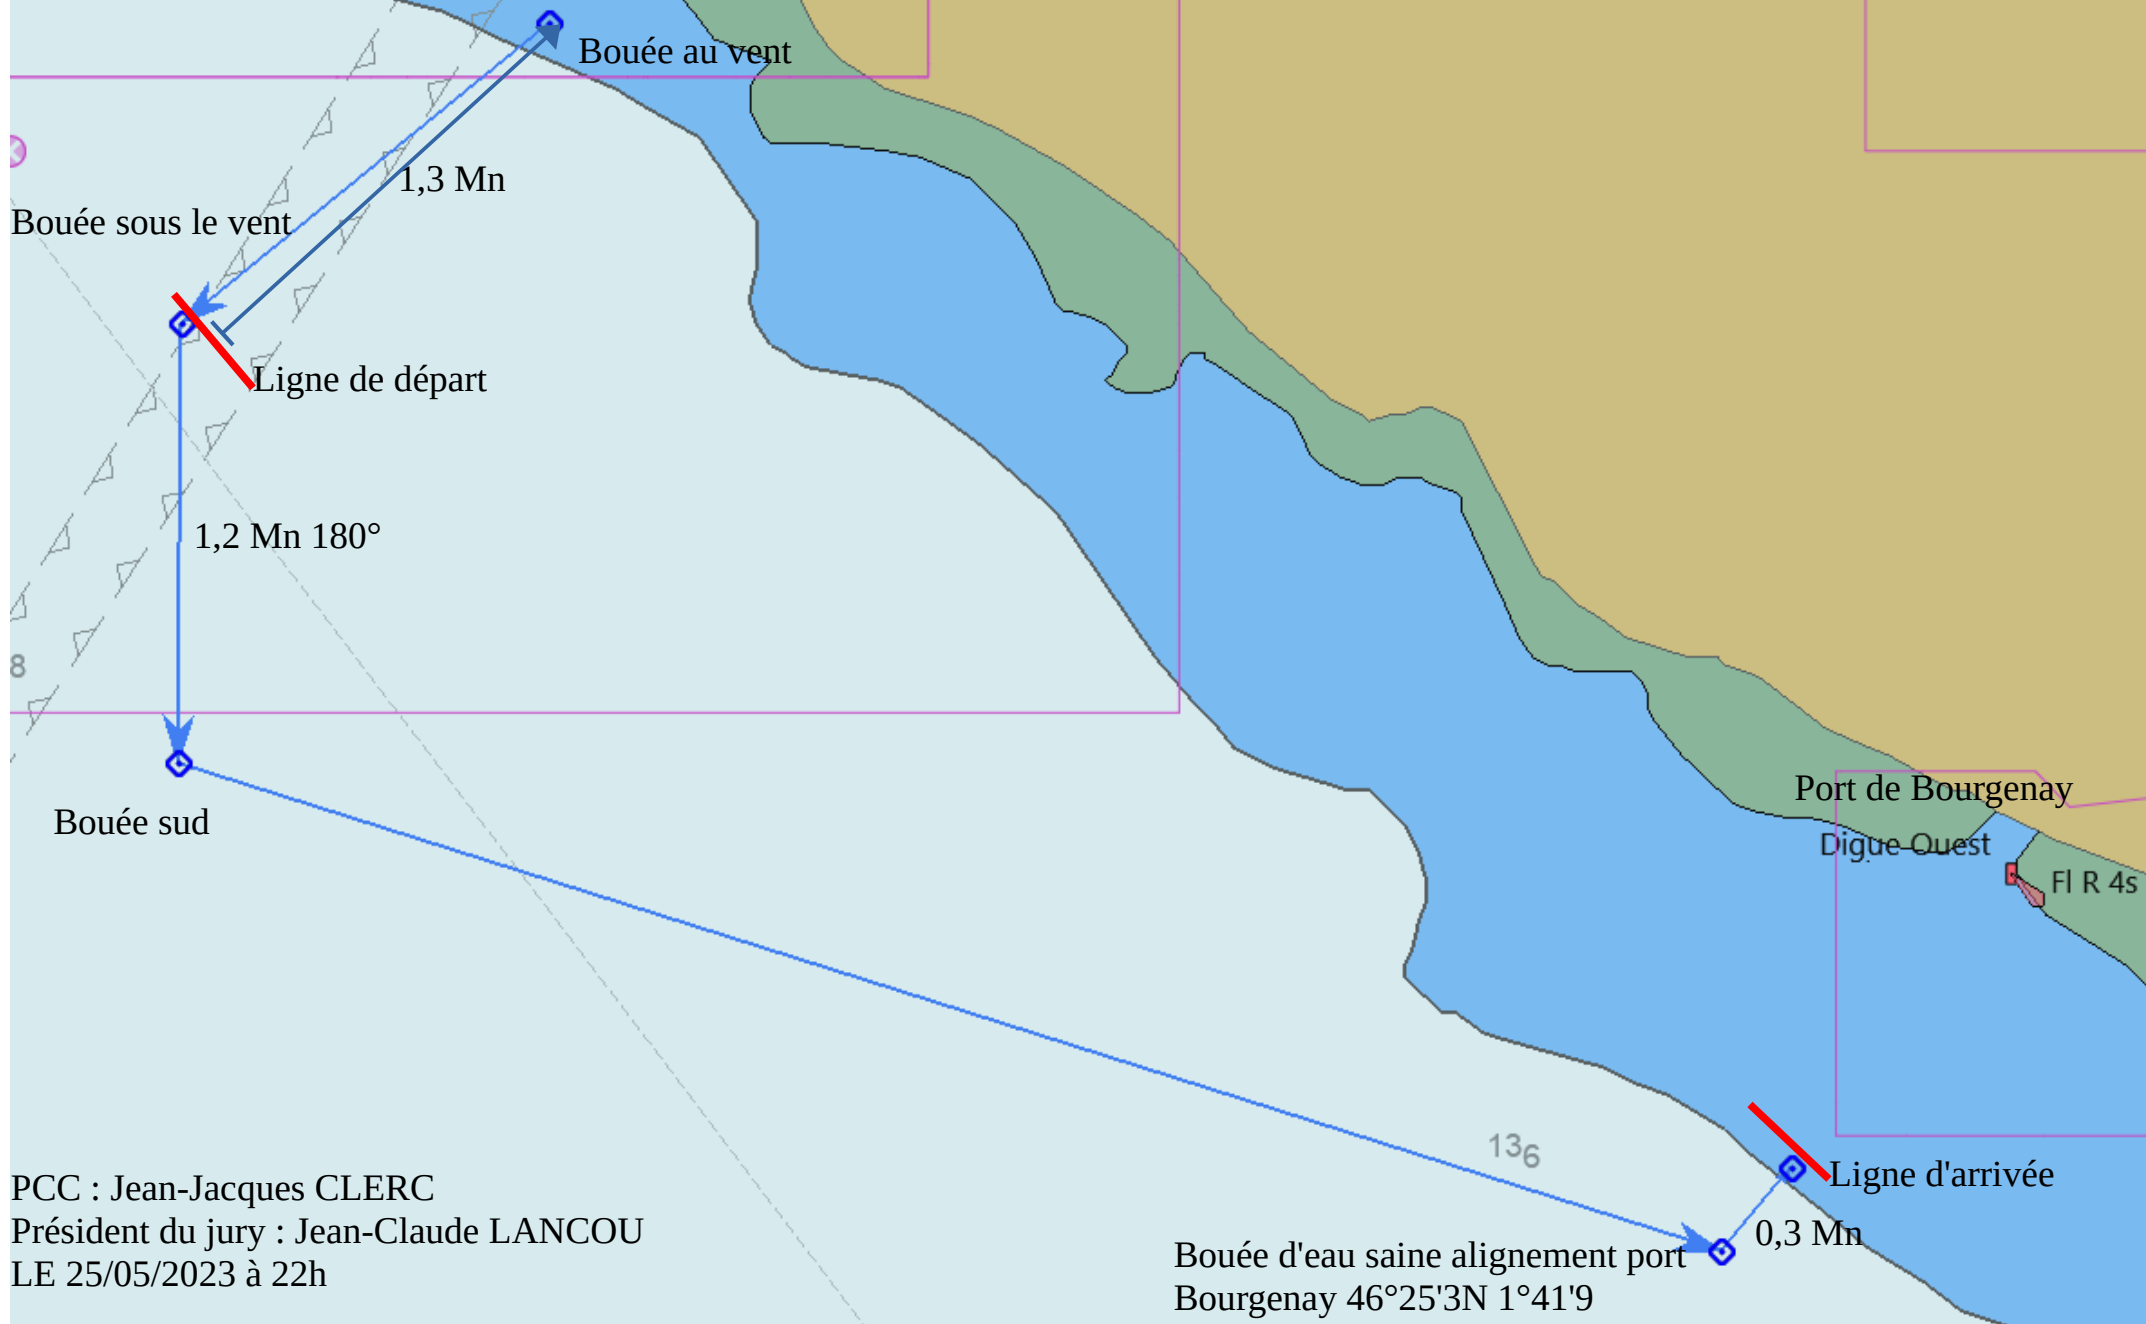 Bouée au vent
1,3 Mn
Bouée sous le vent
Ligne de départ
1,2 Mn 180°
8
Bouée sud
Port de Bourgenay
Digue Ouest
Fl R 4s
13₆
Ligne d'arrivée
0,3 Mn
PCC : Jean-Jacques CLERC
Président du jury : Jean-Claude LANCOU
LE 25/05/2023 à 22h
Bouée d'eau saine alignement port
Bourgenay 46°25'3N 1°41'9